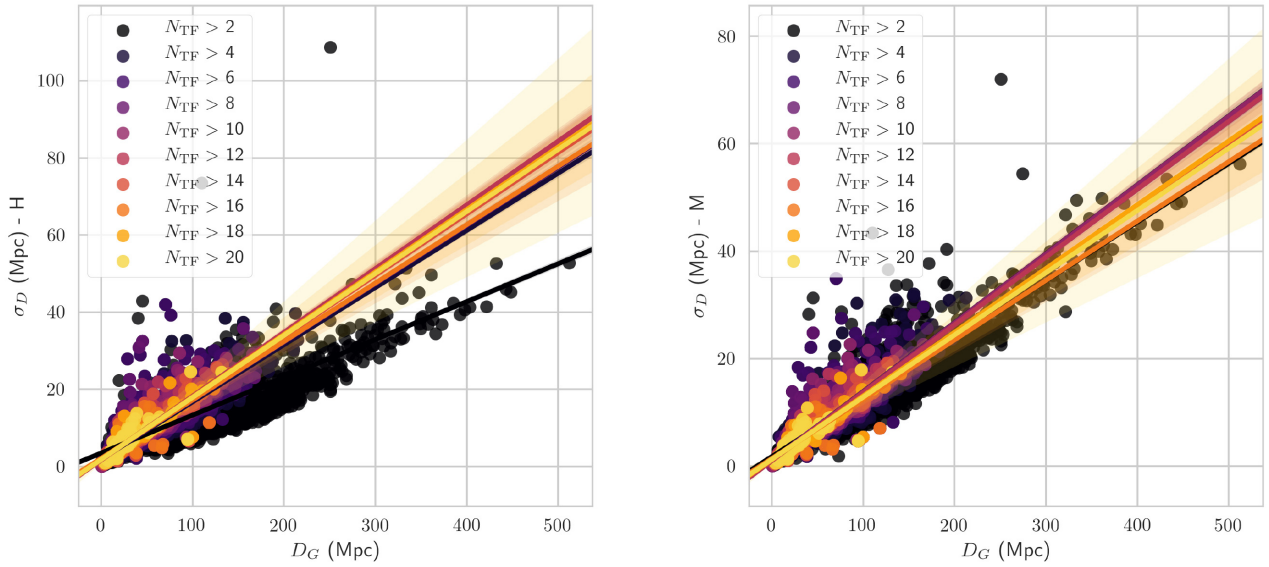 100
80
60
40
20
0
σ_D (Mpc) - H
N_TF > 2
N_TF > 4
N_TF > 6
N_TF > 8
N_TF > 10
N_TF > 12
N_TF > 14
N_TF > 16
N_TF > 18
N_TF > 20
0 100 200 300 400 500
D_G (Mpc)
80
60
40
20
0
σ_D (Mpc) - M
N_TF > 2
N_TF > 4
N_TF > 6
N_TF > 8
N_TF > 10
N_TF > 12
N_TF > 14
N_TF > 16
N_TF > 18
N_TF > 20
0 100 200 300 400 500
D_G (Mpc)